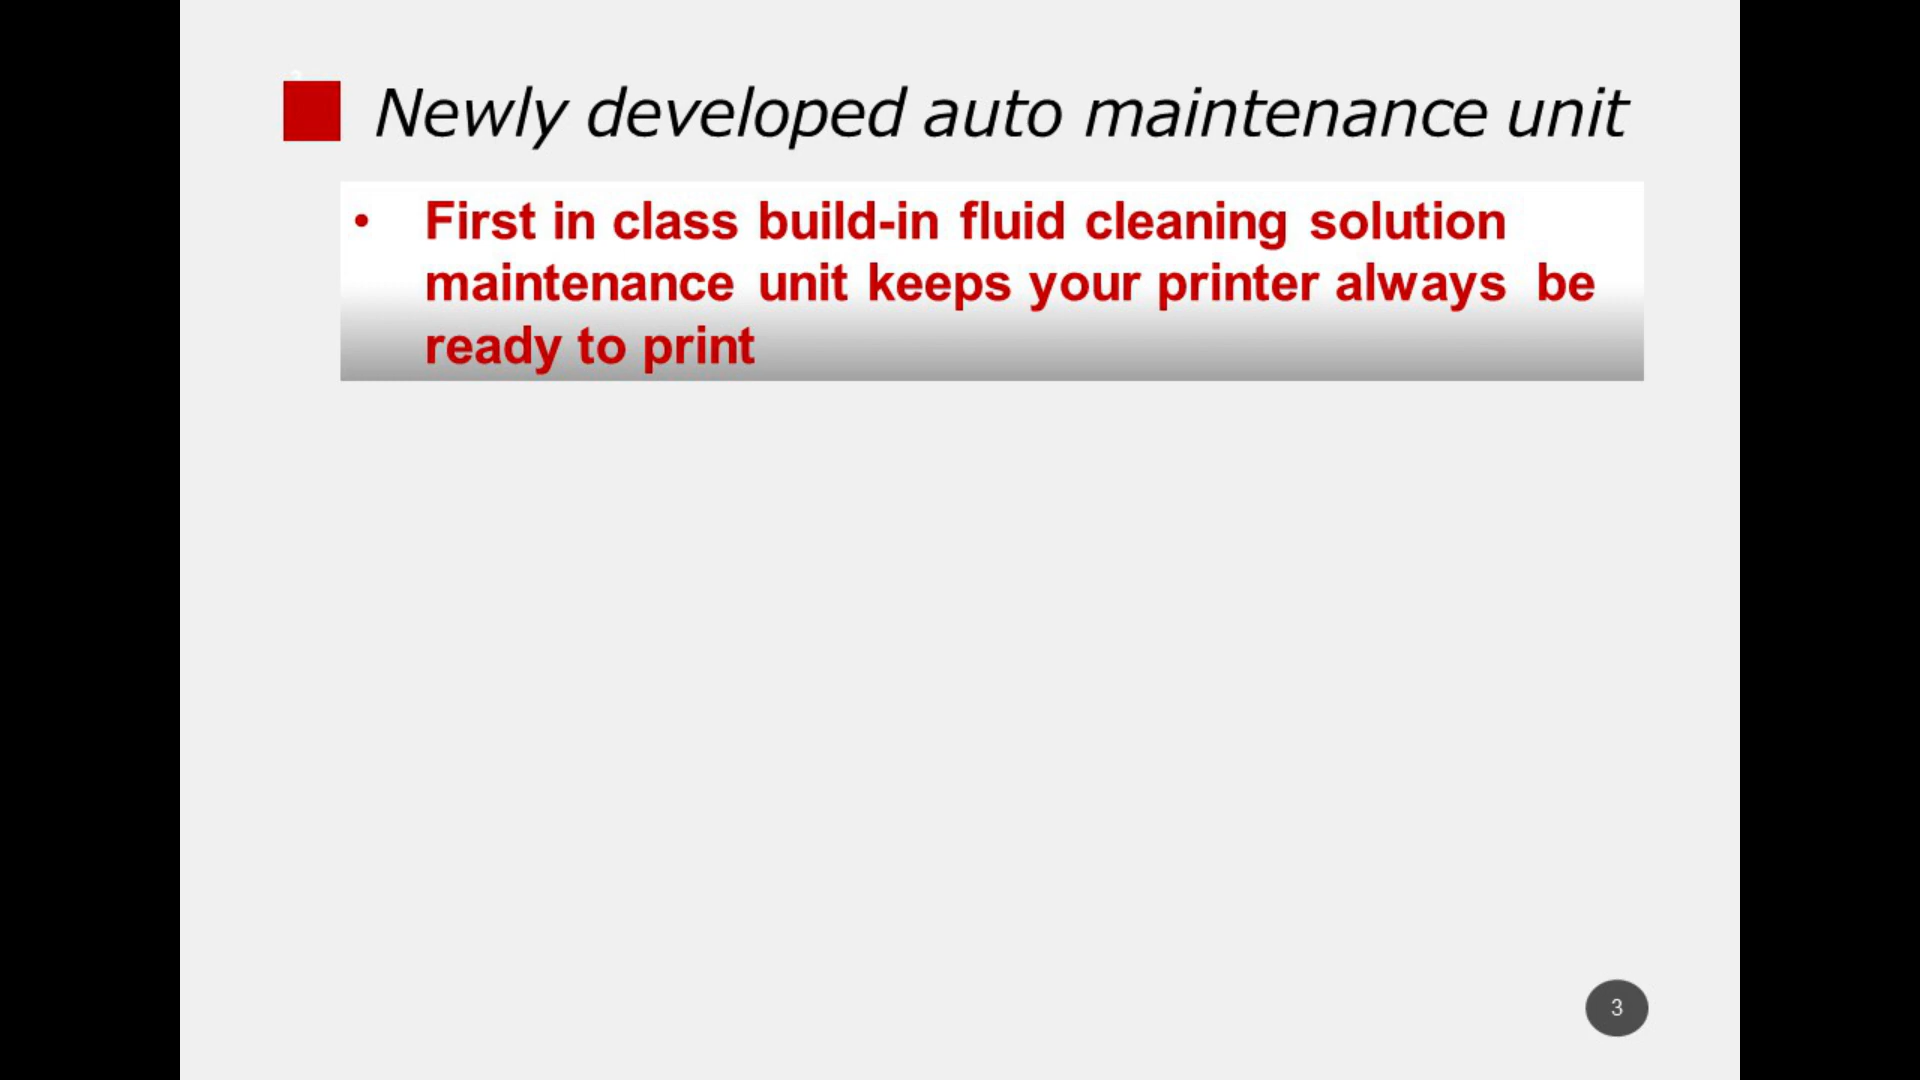 Newly developed auto maintenance unit
• First in class build-in fluid cleaning solution
maintenance unit keeps your printer always be
ready to print
3